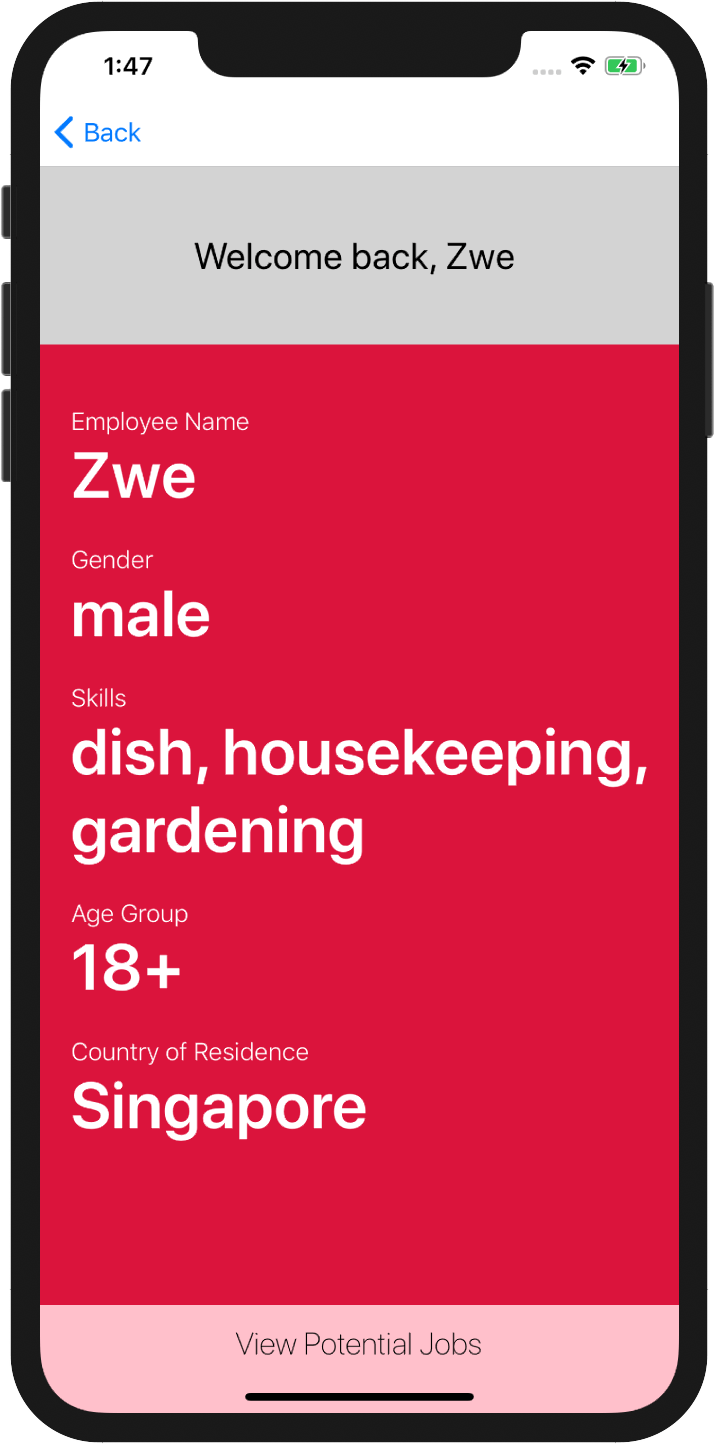 1:47
Back
Welcome back, Zwe
Employee Name
Zwe
Gender
male
Skills
dish, housekeeping,
gardening
Age Group
18+
Country of Residence
Singapore
View Potential Jobs